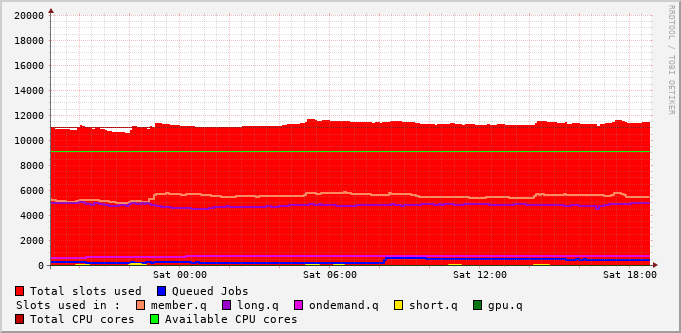 20000
18000
16000
14000
12000
10000
8000
6000
4000
2000
0
Sat 00:00 Sat 06:00 Sat 12:00 Sat 18:00
Total slots used Queued Jobs
Slots used in : member.q long.q ondemand.q short.q gpu.q
Total CPU cores Available CPU cores
RRDTOOL / TOBI OETIKER